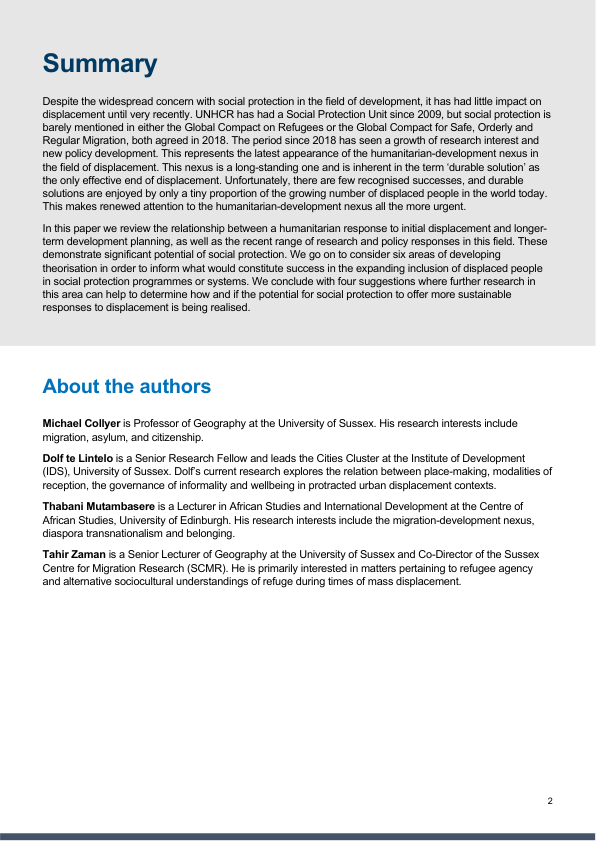 Summary
Despite the widespread concern with social protection in the field of development, it has had little impact on
displacement until very recently. UNHCR has had a Social Protection Unit since 2009, but social protection is
barely mentioned in either the Global Compact on Refugees or the Global Compact for Safe, Orderly and
Regular Migration, both agreed in 2018. The period since 2018 has seen a growth of research interest and
new policy development. This represents the latest appearance of the humanitarian-development nexus in
the field of displacement. This nexus is a long-standing one and is inherent in the term ‘durable solution’ as
the only effective end of displacement. Unfortunately, there are few recognised successes, and durable
solutions are enjoyed by only a tiny proportion of the growing number of displaced people in the world today.
This makes renewed attention to the humanitarian-development nexus all the more urgent.
In this paper we review the relationship between a humanitarian response to initial displacement and longer-
term development planning, as well as the recent range of research and policy responses in this field. These
demonstrate significant potential of social protection. We go on to consider six areas of developing
theorisation in order to inform what would constitute success in the expanding inclusion of displaced people
in social protection programmes or systems. We conclude with four suggestions where further research in
this area can help to determine how and if the potential for social protection to offer more sustainable
responses to displacement is being realised.
About the authors
Michael Collyer is Professor of Geography at the University of Sussex. His research interests include
migration, asylum, and citizenship.
Dolf te Lintelo is a Senior Research Fellow and leads the Cities Cluster at the Institute of Development
(IDS), University of Sussex. Dolf’s current research explores the relation between place-making, modalities of
reception, the governance of informality and wellbeing in protracted urban displacement contexts.
Thabani Mutambasere is a Lecturer in African Studies and International Development at the Centre of
African Studies, University of Edinburgh. His research interests include the migration-development nexus,
diaspora transnationalism and belonging.
Tahir Zaman is a Senior Lecturer of Geography at the University of Sussex and Co-Director of the Sussex
Centre for Migration Research (SCMR). He is primarily interested in matters pertaining to refugee agency
and alternative sociocultural understandings of refuge during times of mass displacement.
2